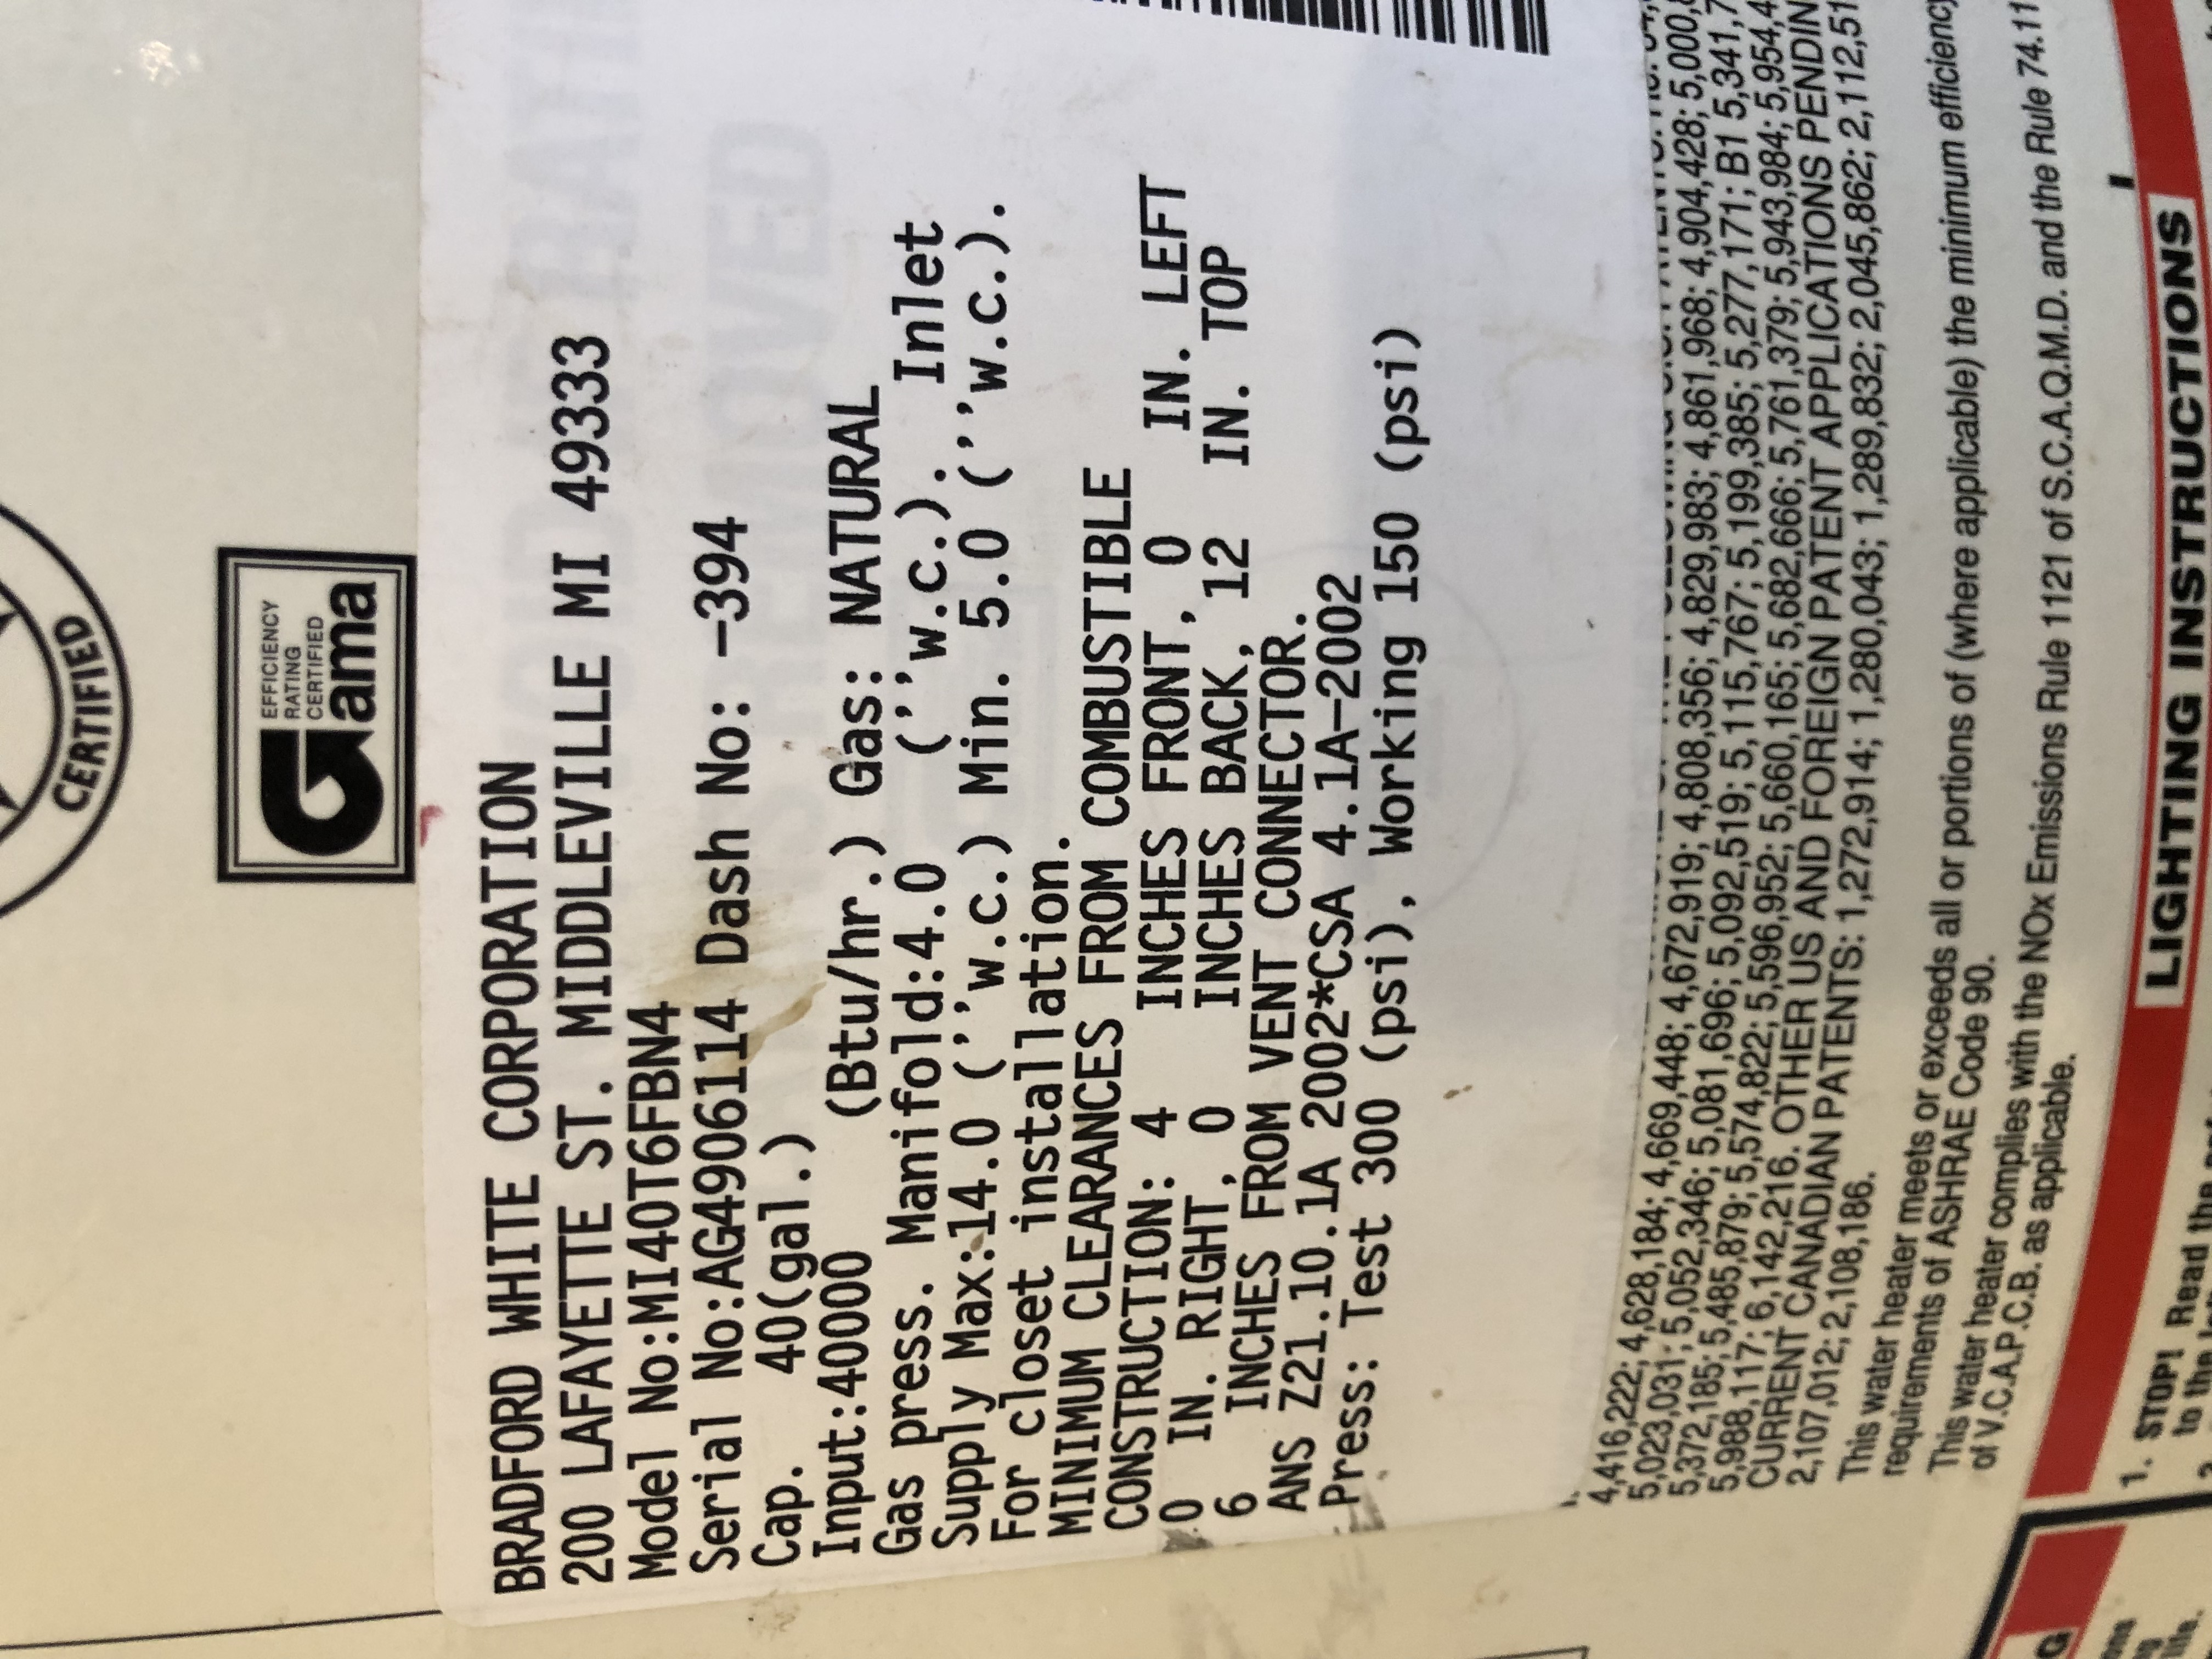 CERTIFIED
Gama
EFFICIENCY
RATING
CERTIFIED
BRADFORD WHITE CORPORATION
200 LAFAYETTE ST. MIDDLEVILLE MI 49333
Model No:MI40T6FBN4
Serial No:AG4906114 Dash No: -394
Cap. 40(gal.)
Input:40000 (Btu/hr.) Gas: NATURAL
Gas press. Manifold:4.0 (''w.c.). Inlet
Supply Max:14.0 (''w.c.) Min. 5.0 (''w.c.).
For closet installation.
MINIMUM CLEARANCES FROM COMBUSTIBLE
CONSTRUCTION: 4 INCHES FRONT, 0 IN. LEFT
0 IN. RIGHT, 0 INCHES BACK, 12 IN. TOP
6 INCHES FROM VENT CONNECTOR.
ANS Z21.10.1A 2002*CSA 4.1A-2002
Press: Test 300 (psi), Working 150 (psi)
4,416,222; 4,628,184; 4,669,448; 4,672,919; 4,808,356; 4,829,983; 4,861,968; 4,904,428; 5,000,
5,023,031; 5,052,346; 5,081,696; 5,092,519; 5,115,767; 5,199,385; 5,277,171; B1 5,341,7
5,372,185; 5,485,879; 5,574,822; 5,596,952; 5,660,165; 5,682,666; 5,761,379; 5,943,984; 5,954,4
5,988,117; 6,142,216. OTHER US AND FOREIGN PATENT APPLICATIONS PENDIN
CURRENT CANADIAN PATENTS: 1,272,914; 1,280,043; 1,289,832; 2,045,862; 2,112,51
2,107,012; 2,108,186.
This water heater meets or exceeds all or portions of (where applicable) the minimum efficiency
requirements of ASHRAE Code 90.
This water heater complies with the NOx Emissions Rule 1121 of S.C.A.Q.M.D. and the Rule 74.11
of V.C.A.P.C.B. as applicable.
LIGHTING INSTRUCTIONS
1. STOP! Read the
to the